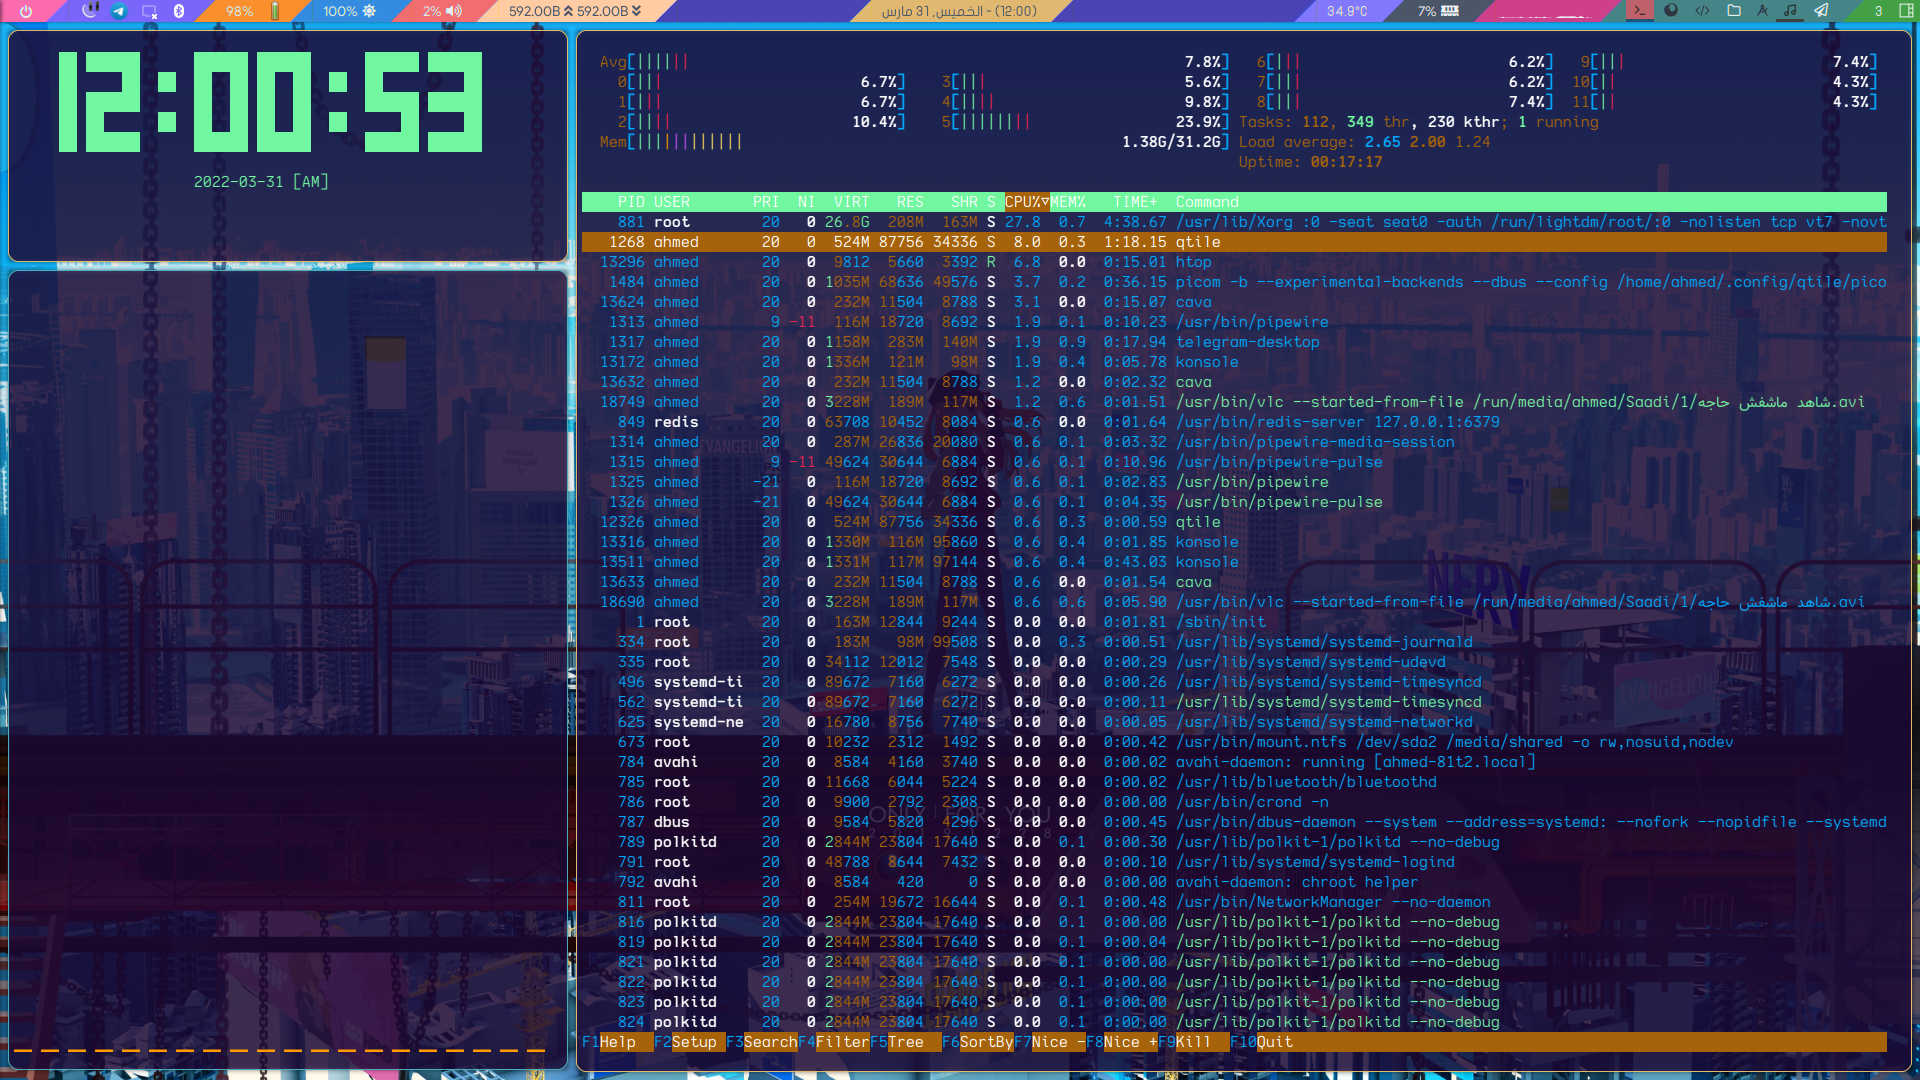 98%
100%
2%
592.00B 592.00B
(12:00) - الخميس, 31 مارس
34.9°C
7%
3
12:00:53
2022-03-31 [AM]
Avg[ 7.8%] 6[ 6.2%] 9[ 7.4%]
0[ 6.7%] 3[ 5.6%] 7[ 6.2%] 10[ 4.3%]
1[ 6.7%] 4[ 9.8%] 8[ 7.4%] 11[ 4.3%]
2[ 10.4%] 5[ 23.9%] Tasks: 112, 349 thr, 230 kthr; 1 running
Mem[ 1.38G/31.2G] Load average: 2.65 2.00 1.24
Uptime: 00:17:17
PID USER PRI NI VIRT RES SHR S CPU%▽MEM% TIME+ Command
881 root 20 0 26.8G 208M 163M S 27.8 0.7 4:38.67 /usr/lib/Xorg :0 -seat seat0 -auth /run/lightdm/root/:0 -nolisten tcp vt7 -novt
1268 ahmed 20 0 524M 87756 34336 S 8.0 0.3 1:18.15 qtile
13296 ahmed 20 0 9812 5660 3392 R 6.8 0.0 0:15.01 htop
1484 ahmed 20 0 1035M 68636 49576 S 3.7 0.2 0:36.15 picom -b --experimental-backends --dbus --config /home/ahmed/.config/qtile/pico
13624 ahmed 20 0 232M 11504 8788 S 3.1 0.0 0:15.07 cava
1313 ahmed 9 -11 116M 18720 8692 S 1.9 0.1 0:10.23 /usr/bin/pipewire
1317 ahmed 20 0 1158M 283M 140M S 1.9 0.9 0:17.94 telegram-desktop
13172 ahmed 20 0 1336M 121M 98M S 1.9 0.4 0:05.78 konsole
13632 ahmed 20 0 232M 11504 8788 S 1.2 0.0 0:02.32 cava
18749 ahmed 20 0 3228M 189M 117M S 1.2 0.6 0:01.51 /usr/bin/vlc --started-from-file /run/media/ahmed/Saadi/1/شاهد ماشفش حاجه.avi
849 redis 20 0 63708 10452 8084 S 0.6 0.0 0:01.64 /usr/bin/redis-server 127.0.0.1:6379
1314 ahmed 20 0 287M 26836 20080 S 0.6 0.1 0:03.32 /usr/bin/pipewire-media-session
1315 ahmed 9 -11 49624 30644 6884 S 0.6 0.1 0:10.96 /usr/bin/pipewire-pulse
1325 ahmed -21 0 116M 18720 8692 S 0.6 0.1 0:02.83 /usr/bin/pipewire
1326 ahmed -21 0 49624 30644 6884 S 0.6 0.1 0:04.35 /usr/bin/pipewire-pulse
12326 ahmed 20 0 524M 87756 34336 S 0.6 0.3 0:00.59 qtile
13316 ahmed 20 0 1330M 116M 95860 S 0.6 0.4 0:01.85 konsole
13511 ahmed 20 0 1331M 117M 97144 S 0.6 0.4 0:43.03 konsole
13633 ahmed 20 0 232M 11504 8788 S 0.6 0.0 0:01.54 cava
18690 ahmed 20 0 3228M 189M 117M S 0.6 0.6 0:05.90 /usr/bin/vlc --started-from-file /run/media/ahmed/Saadi/1/شاهد ماشفش حاجه.avi
1 root 20 0 163M 12844 9244 S 0.0 0.0 0:01.81 /sbin/init
334 root 20 0 183M 98M 99508 S 0.0 0.3 0:00.51 /usr/lib/systemd/systemd-journald
335 root 20 0 34112 12012 7548 S 0.0 0.0 0:00.29 /usr/lib/systemd/systemd-udevd
496 systemd-ti 20 0 89672 7160 6272 S 0.0 0.0 0:00.26 /usr/lib/systemd/systemd-timesyncd
562 systemd-ti 20 0 89672 7160 6272 S 0.0 0.0 0:00.11 /usr/lib/systemd/systemd-timesyncd
625 systemd-ne 20 0 16780 8756 7740 S 0.0 0.0 0:00.05 /usr/lib/systemd/systemd-networkd
673 root 20 0 10232 2312 1492 S 0.0 0.0 0:00.42 /usr/bin/mount.ntfs /dev/sda2 /media/shared -o rw,nosuid,nodev
784 avahi 20 0 8584 4160 3740 S 0.0 0.0 0:00.02 avahi-daemon: running [ahmed-81t2.local]
785 root 20 0 11668 6044 5224 S 0.0 0.0 0:00.02 /usr/lib/bluetooth/bluetoothd
786 root 20 0 9900 2792 2308 S 0.0 0.0 0:00.00 /usr/bin/crond -n
787 dbus 20 0 9584 5820 4296 S 0.0 0.0 0:00.45 /usr/bin/dbus-daemon --system --address=systemd: --nofork --nopidfile --systemd
789 polkitd 20 0 2844M 23804 17640 S 0.0 0.1 0:00.30 /usr/lib/polkit-1/polkitd --no-debug
791 root 20 0 48788 8644 7432 S 0.0 0.0 0:00.10 /usr/lib/systemd/systemd-logind
792 avahi 20 0 8584 420 0 S 0.0 0.0 0:00.00 avahi-daemon: chroot helper
811 root 20 0 254M 19672 16644 S 0.0 0.1 0:00.48 /usr/bin/NetworkManager --no-daemon
816 polkitd 20 0 2844M 23804 17640 S 0.0 0.1 0:00.00 /usr/lib/polkit-1/polkitd --no-debug
819 polkitd 20 0 2844M 23804 17640 S 0.0 0.1 0:00.04 /usr/lib/polkit-1/polkitd --no-debug
821 polkitd 20 0 2844M 23804 17640 S 0.0 0.1 0:00.00 /usr/lib/polkit-1/polkitd --no-debug
822 polkitd 20 0 2844M 23804 17640 S 0.0 0.1 0:00.00 /usr/lib/polkit-1/polkitd --no-debug
823 polkitd 20 0 2844M 23804 17640 S 0.0 0.1 0:00.00 /usr/lib/polkit-1/polkitd --no-debug
824 polkitd 20 0 2844M 23804 17640 S 0.0 0.1 0:00.00 /usr/lib/polkit-1/polkitd --no-debug
F1Help F2Setup F3SearchF4FilterF5Tree F6SortByF7Nice -F8Nice +F9Kill F10Quit
EVANGELION
NERV
EVANGELION
ONLY FOR YOU